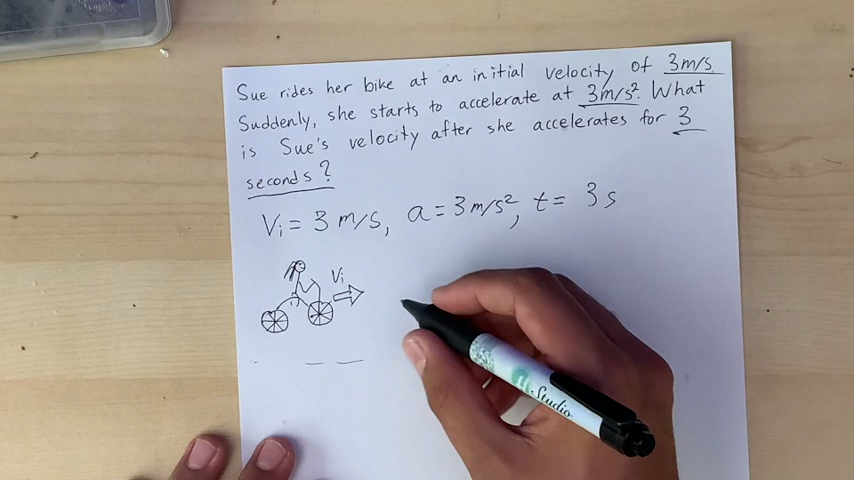 Sue rides her bike at an initial velocity of 3m/s.
Suddenly, she starts to accelerate at 3m/s². What
is Sue's velocity after she accelerates for 3
seconds?
Vi = 3 m/s, a = 3 m/s², t = 3 s
Vi
Studio